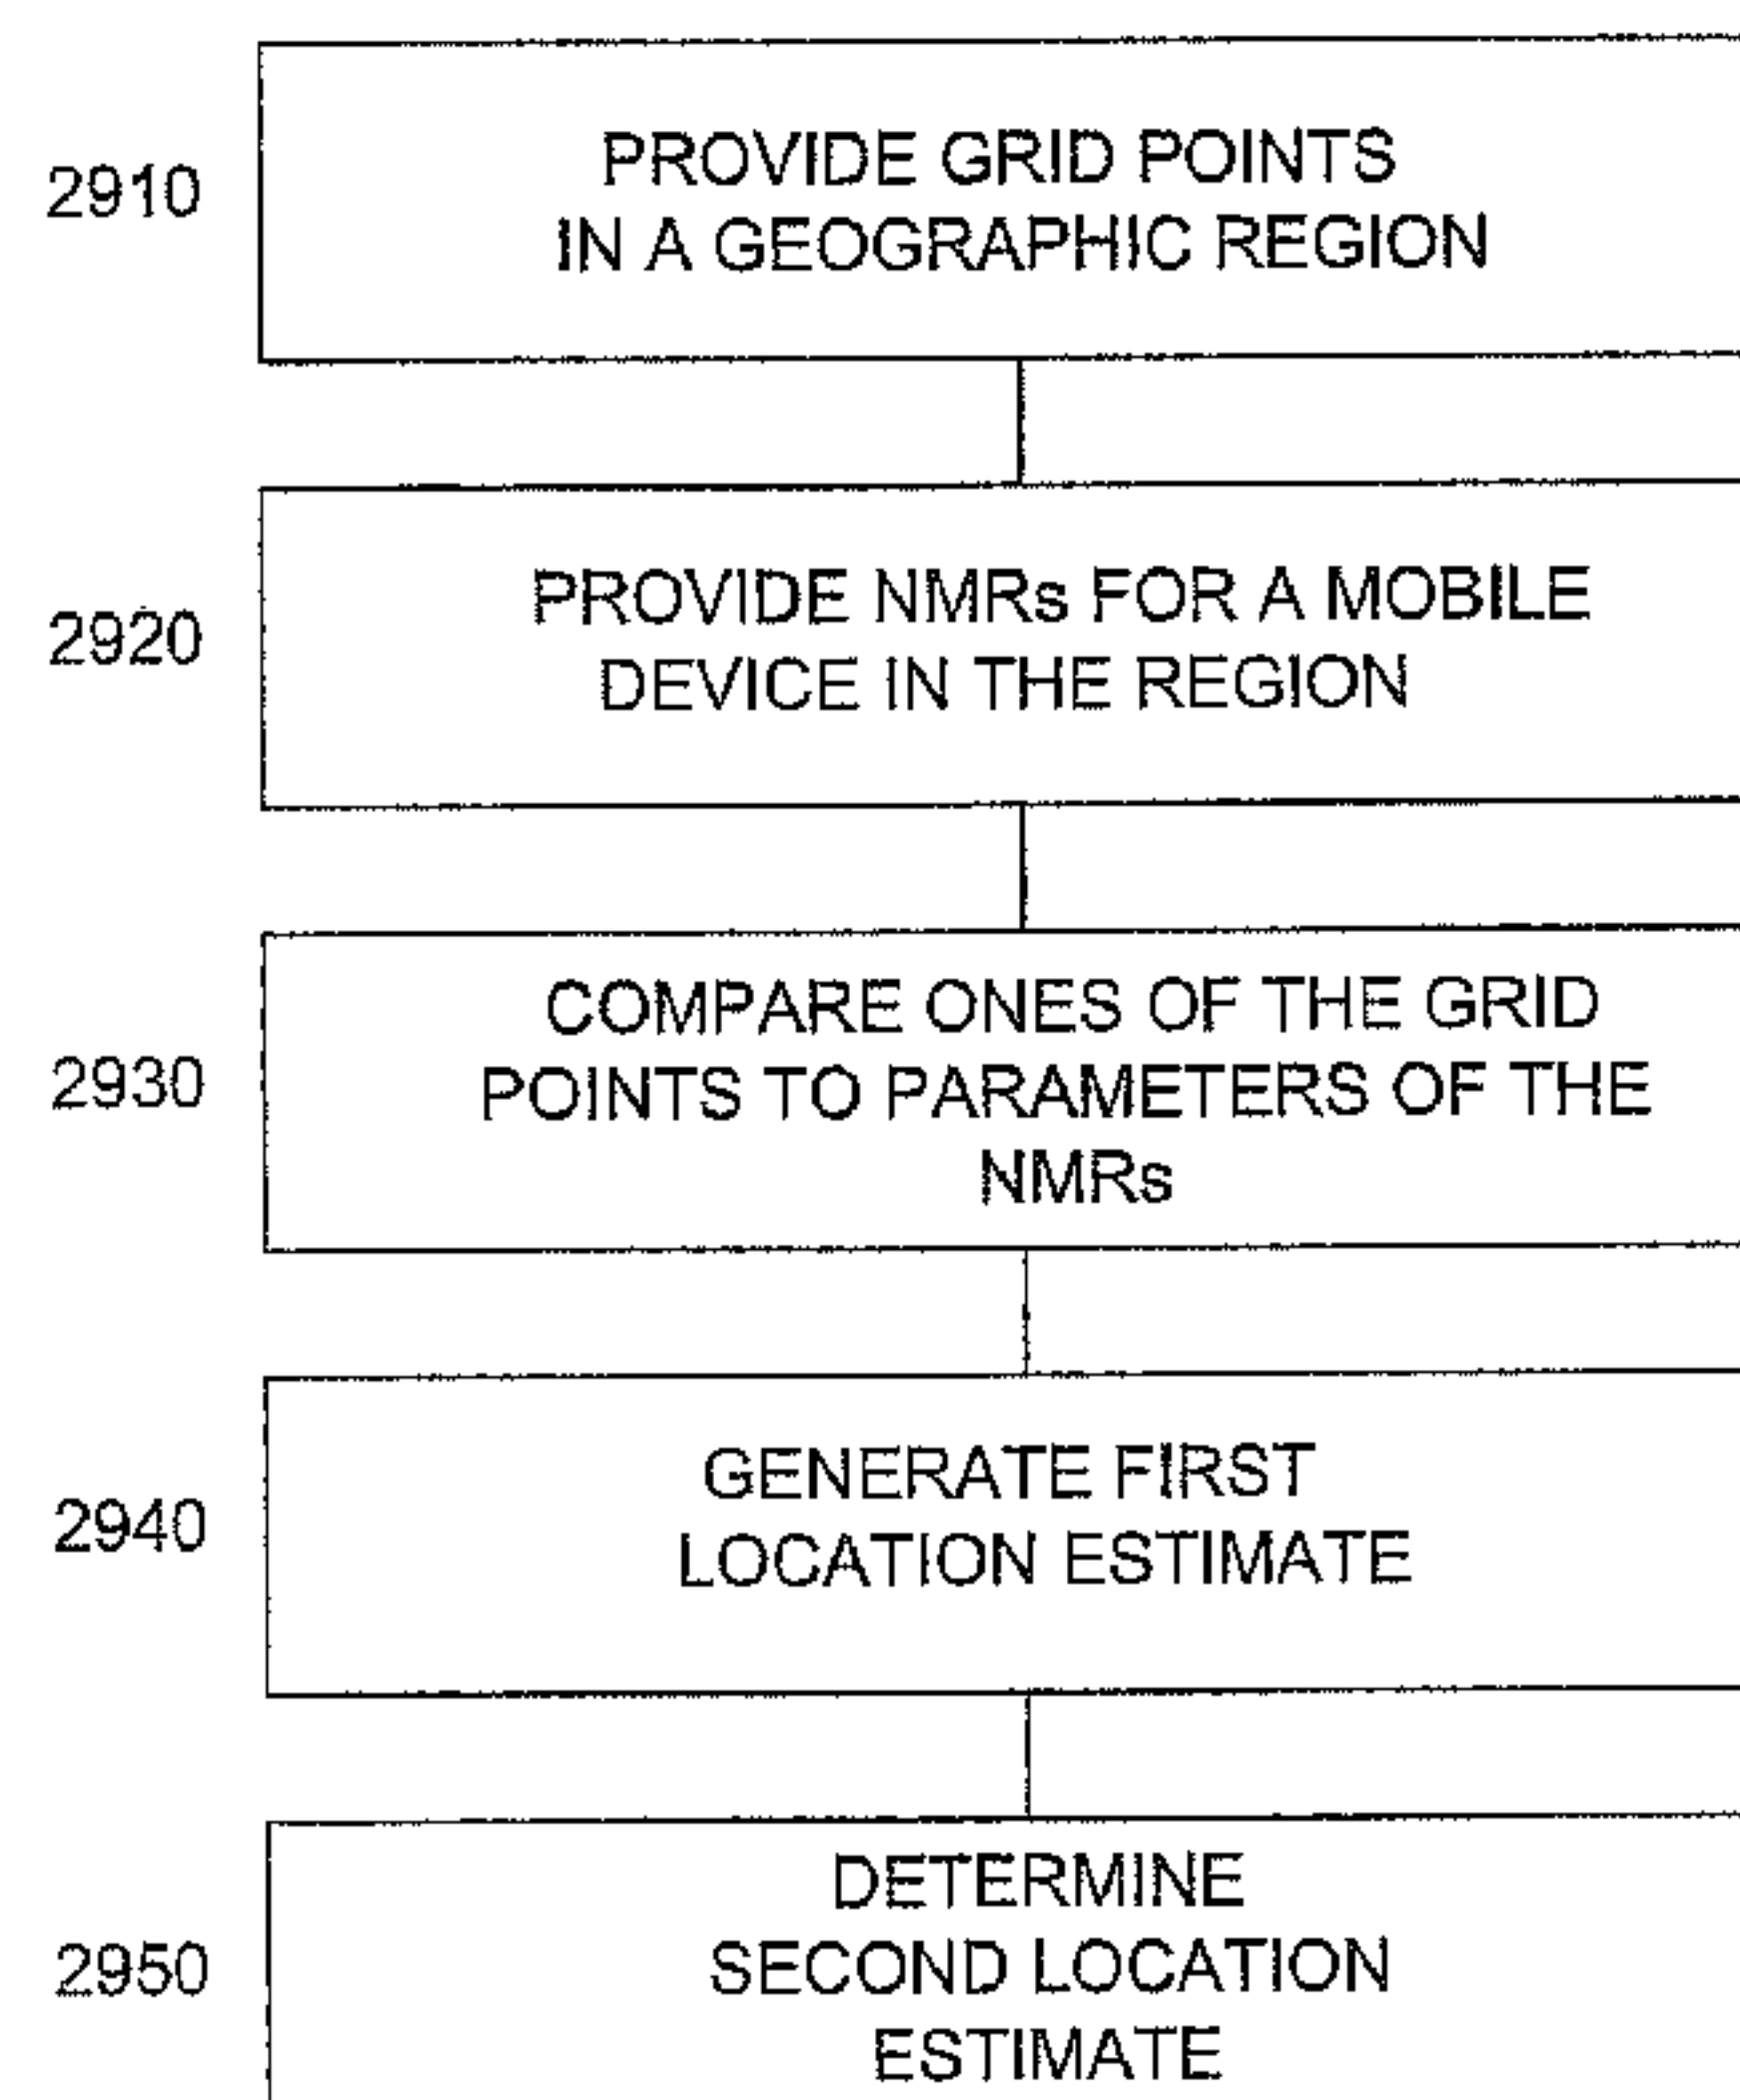 2910
PROVIDE GRID POINTS
IN A GEOGRAPHIC REGION
2920
PROVIDE NMRs FOR A MOBILE
DEVICE IN THE REGION
2930
COMPARE ONES OF THE GRID
POINTS TO PARAMETERS OF THE
NMRs
2940
GENERATE FIRST
LOCATION ESTIMATE
2950
DETERMINE
SECOND LOCATION
ESTIMATE